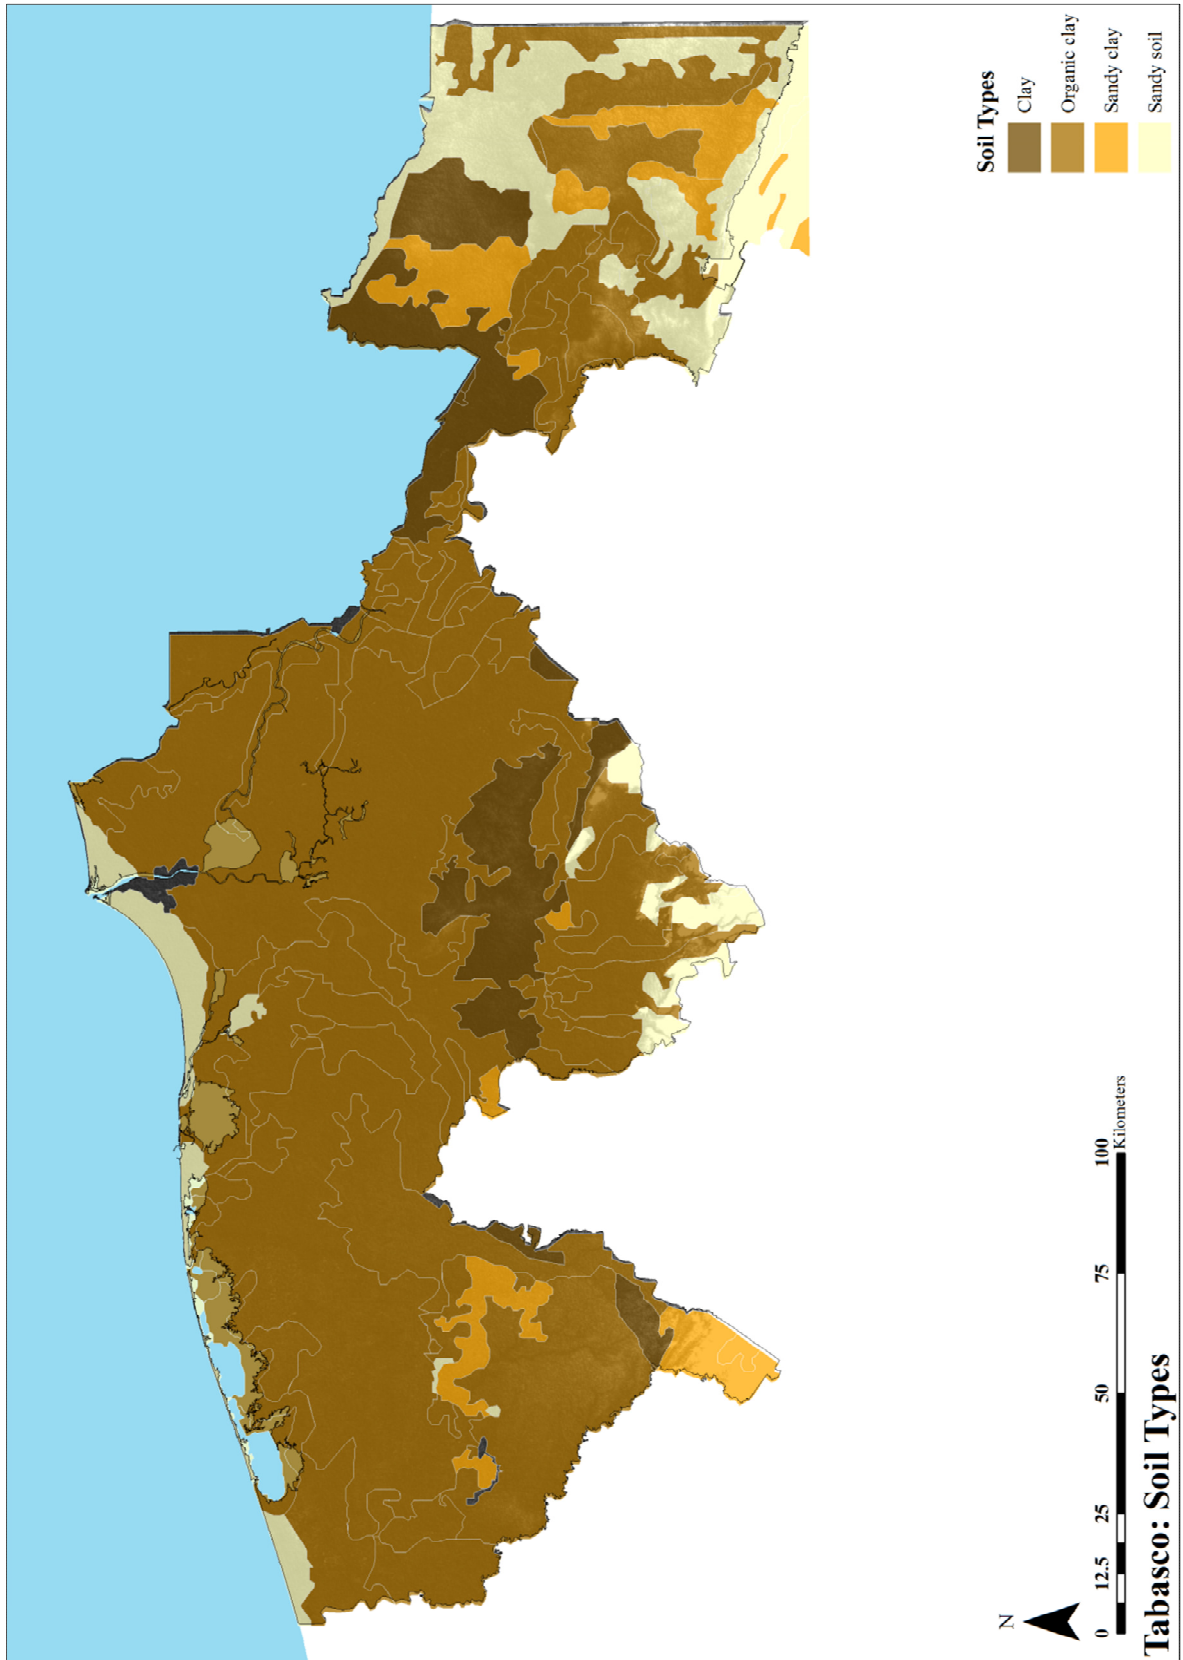 Soil Types
Clay
Organic clay
Sandy clay
Sandy soil
N
0 12.5 25 50 75 100
Kilometers
Tabasco: Soil Types